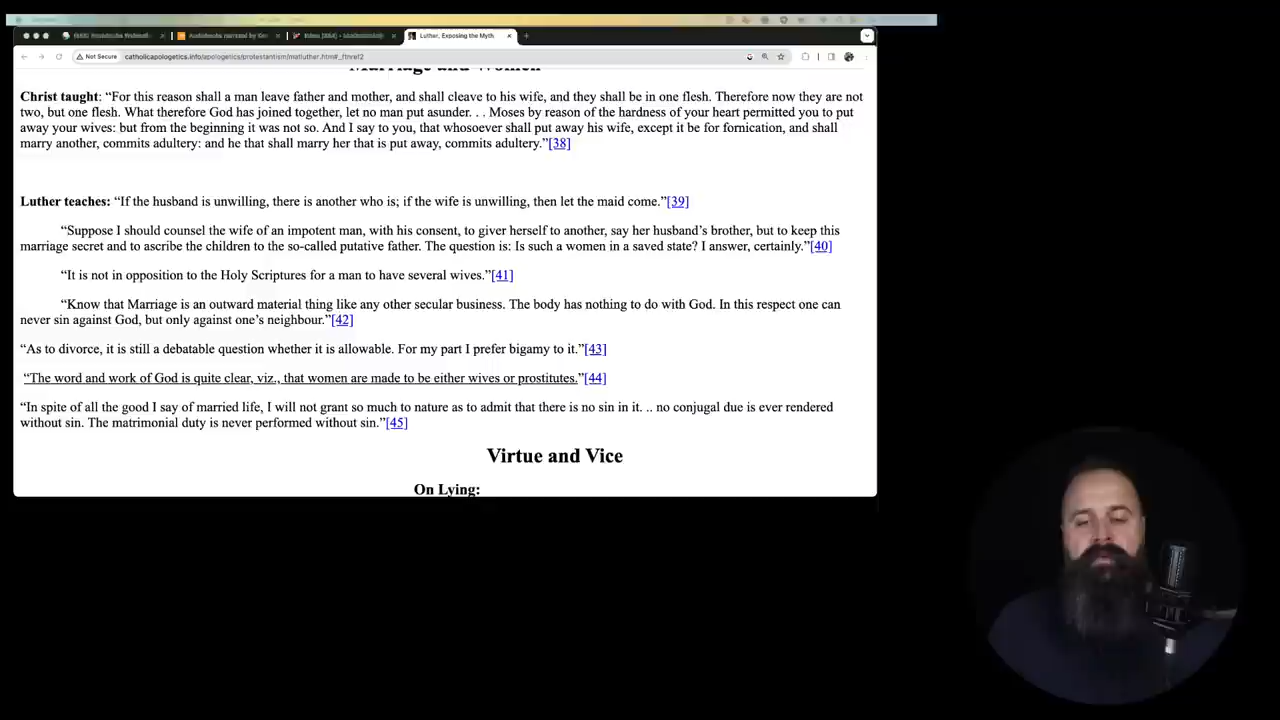 Luther, Exposing the Myth
Not Secure catholicapologetics.info/apologetics/protestantism/matluther.htm#_ftnref2
Marriage and Women
Christ taught: “For this reason shall a man leave father and mother, and shall cleave to his wife, and they shall be in one flesh. Therefore now they are not
two, but one flesh. What therefore God has joined together, let no man put asunder. . . Moses by reason of the hardness of your heart permitted you to put
away your wives: but from the beginning it was not so. And I say to you, that whosoever shall put away his wife, except it be for fornication, and shall
marry another, commits adultery: and he that shall marry her that is put away, commits adultery.”[38]
Luther teaches: “If the husband is unwilling, there is another who is; if the wife is unwilling, then let the maid come.”[39]
“Suppose I should counsel the wife of an impotent man, with his consent, to giver herself to another, say her husband’s brother, but to keep this
marriage secret and to ascribe the children to the so-called putative father. The question is: Is such a women in a saved state? I answer, certainly.”[40]
“It is not in opposition to the Holy Scriptures for a man to have several wives.”[41]
“Know that Marriage is an outward material thing like any other secular business. The body has nothing to do with God. In this respect one can
never sin against God, but only against one’s neighbour.”[42]
“As to divorce, it is still a debatable question whether it is allowable. For my part I prefer bigamy to it.”[43]
“The word and work of God is quite clear, viz., that women are made to be either wives or prostitutes.”[44]
“In spite of all the good I say of married life, I will not grant so much to nature as to admit that there is no sin in it. .. no conjugal due is ever rendered
without sin. The matrimonial duty is never performed without sin.”[45]
Virtue and Vice
On Lying: